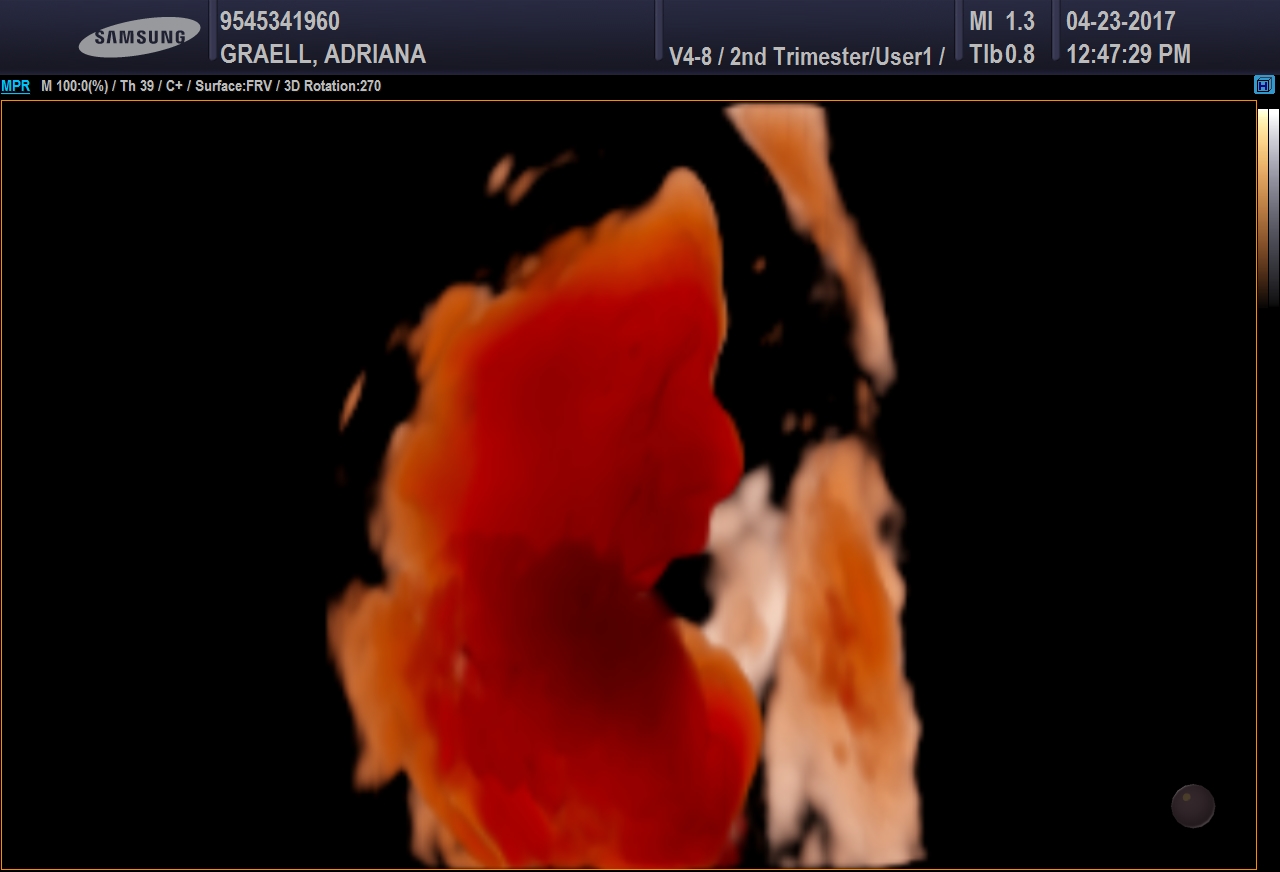 SAMSUNG
9545341960
GRAELL, ADRIANA
V4-8 / 2nd Trimester/User1 /
MI 1.3
TIb 0.8
04-23-2017
12:47:29 PM
MPR M 100:0(%) / Th 39 / C+ / Surface:FRV / 3D Rotation:270
H